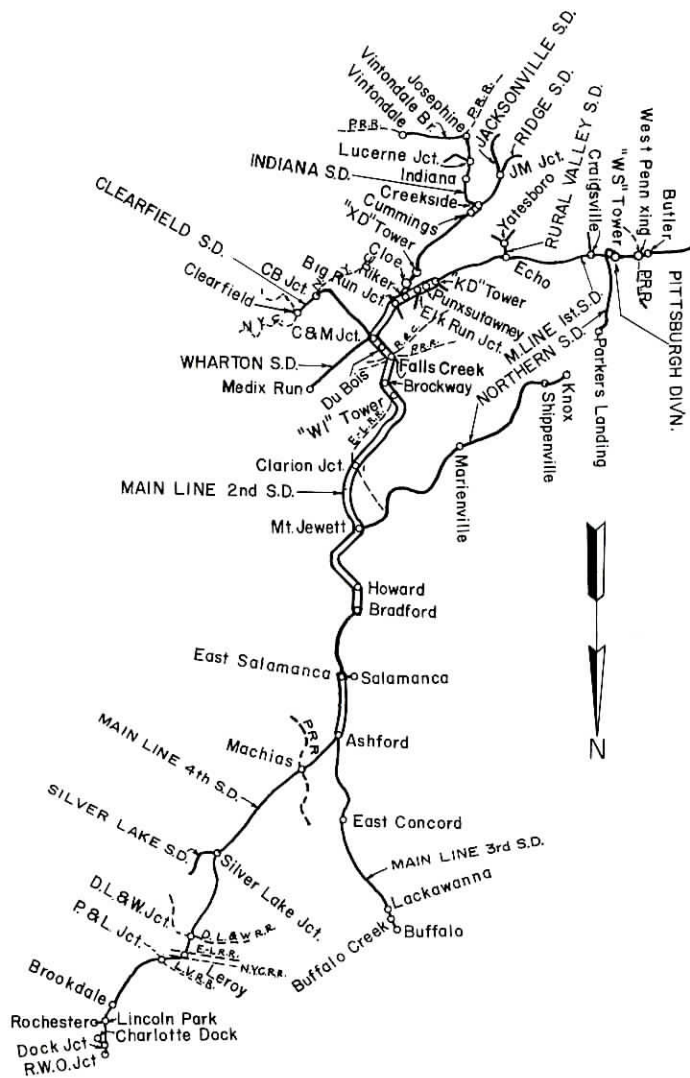 JACKSONVILLE S.D.
RIDGE S.D.
Josephine
Vintondale Br.
Vintondale
P.R.R.
P.R.R.
Lucerne Jct.
Indiana
INDIANA S.D.
JM Jct.
Creekside
Cummings
"XD" Tower
RURAL VALLEY S.D.
Yatesboro
Craigsville
"WS" Tower
West Penn xing
Butler
P.R.R.
PITTSBURGH DIV'N.
Echo
CLEARFIELD S.D.
Cloe
Riker
Big Run Jct.
"KD" Tower
Punxsutawney
Elk Run Jct.
CB Jct.
Clearfield
N.Y.C.
N.Y.C.
M.LINE 1st. S.D.
NORTHERN S.D.
Parkers Landing
C & M Jct.
WHARTON S.D.
Medix Run
Du Bois
P.R.R.
Falls Creek
Brockway
"WI" Tower
E.-L.R.R.
Knox
Shippenville
Marienville
Clarion Jct.
MAIN LINE 2nd S.D.
Mt. Jewett
Howard
Bradford
East Salamanca
Salamanca
N
P.R.R.
Ashford
Machias
MAIN LINE 4th S.D.
East Concord
SILVER LAKE S.D.
MAIN LINE 3rd S.D.
Silver Lake Jct.
Lackawanna
Buffalo Creek
Buffalo
D.L.&W. Jct.
D.L.&W R.R.
E.-L.R.R.
N.Y.C.R.R.
P. & L. Jct.
L.V.R.R.
Leroy
Brookdale
Rochester
Lincoln Park
Charlotte Dock
Dock Jct
R.W.O. Jct